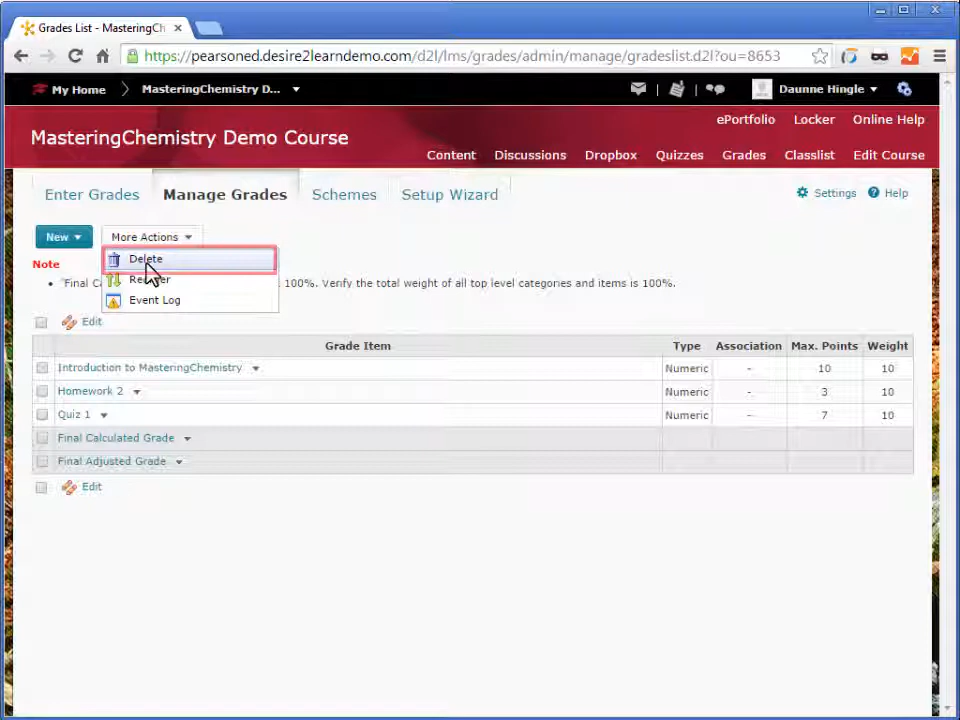 Grades List - MasteringCh
https://pearsoned.desire2learndemo.com/d2l/lms/grades/admin/manage/gradeslist.d2l?ou=8653
My Home MasteringChemistry D... Daunne Hingle
ePortfolio Locker Online Help
MasteringChemistry Demo Course
Content Discussions Dropbox Quizzes Grades Classlist Edit Course
Enter Grades Manage Grades Schemes Setup Wizard Settings Help
New More Actions
Delete
Note
"Final C 100%. Verify the total weight of all top level categories and items is 100%.
Event Log
Edit
Grade Item Type Association Max. Points Weight
Introduction to MasteringChemistry Numeric - 10 10
Homework 2 Numeric - 3 10
Quiz 1 Numeric - 7 10
Final Calculated Grade
Final Adjusted Grade
Edit